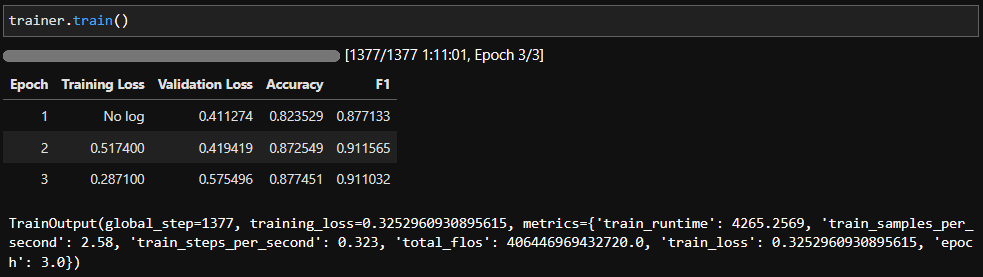 trainer.train()
[1377/1377 1:11:01, Epoch 3/3]
Epoch Training Loss Validation Loss Accuracy F1
1 No log 0.411274 0.823529 0.877133
2 0.517400 0.419419 0.872549 0.911565
3 0.287100 0.575496 0.877451 0.911032
TrainOutput(global_step=1377, training_loss=0.3252960930895615, metrics={'train_runtime': 4265.2569, 'train_samples_per_
second': 2.58, 'train_steps_per_second': 0.323, 'total_flos': 406446969432720.0, 'train_loss': 0.3252960930895615, 'epoc
h': 3.0})